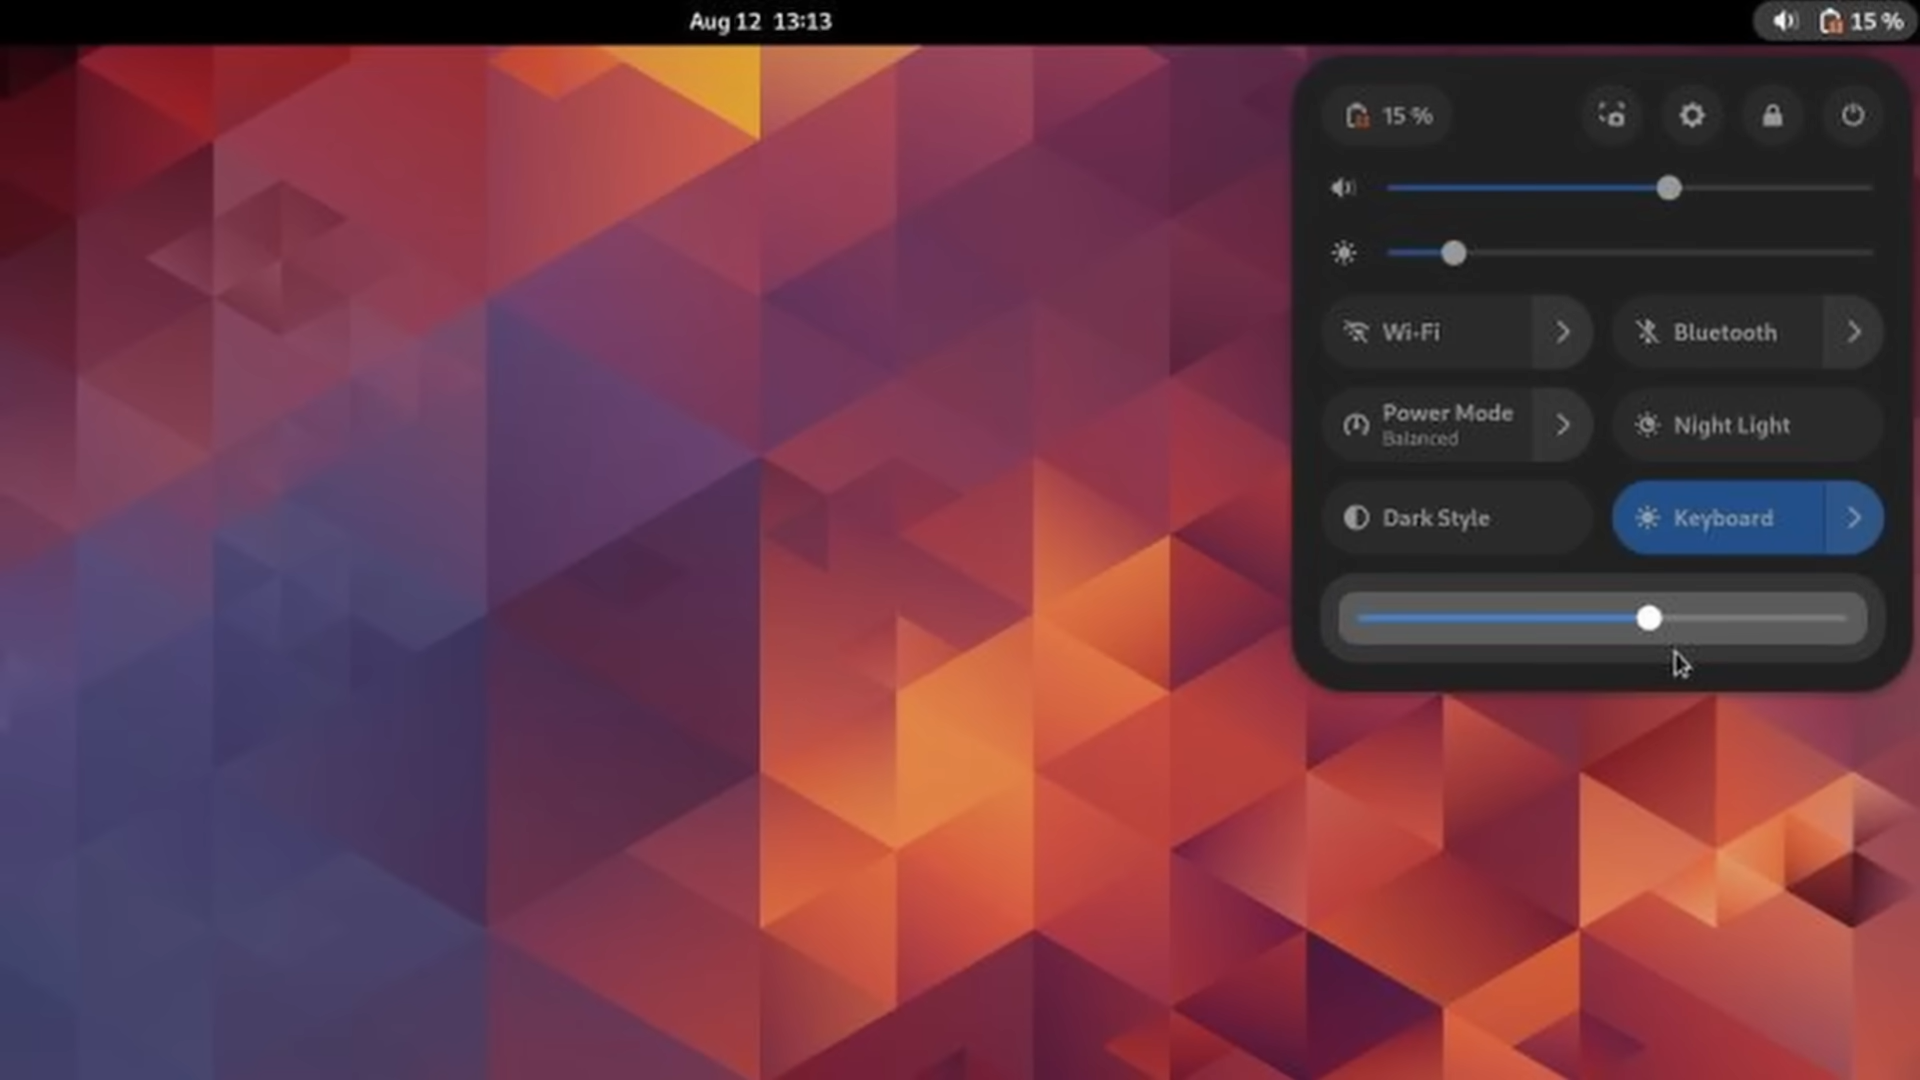 Aug 12 13:13
15 %
15 %
Wi-Fi
Bluetooth
Power Mode
Balanced
Night Light
Dark Style
Keyboard